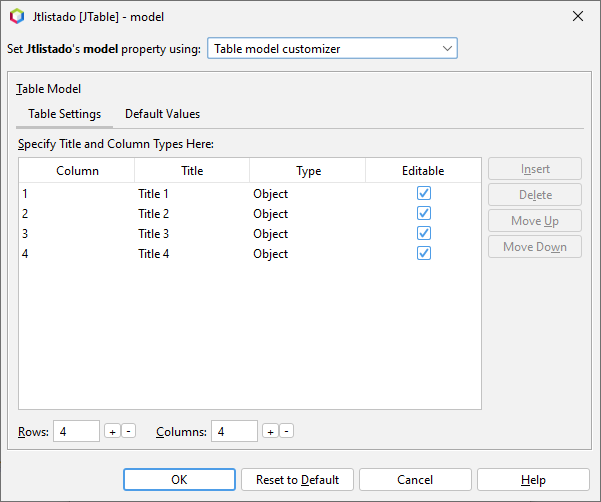 Jtlistado [JTable] - model
Set Jtlistado's model property using: Table model customizer
Table Model
Table Settings Default Values
Specify Title and Column Types Here:
Column Title Type Editable
1 Title 1 Object
2 Title 2 Object
3 Title 3 Object
4 Title 4 Object
Insert
Delete
Move Up
Move Down
Rows: 4 + - Columns: 4 + -
OK Reset to Default Cancel Help